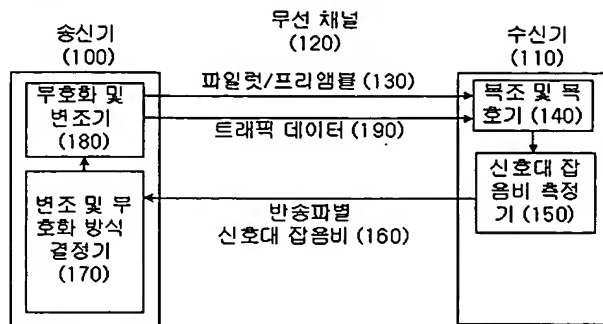 송신기
(100)
무선 채널
(120)
수신기
(110)
부호화 및
변조기
(180)
파일럿/프리앰블 (130)
트래픽 데이터 (190)
복조 및 복
호기 (140)
변조 및 부
호화 방식
결정기
(170)
반송파별
신호대 잡음비 (160)
신호대 잡
음비 측정
기 (150)